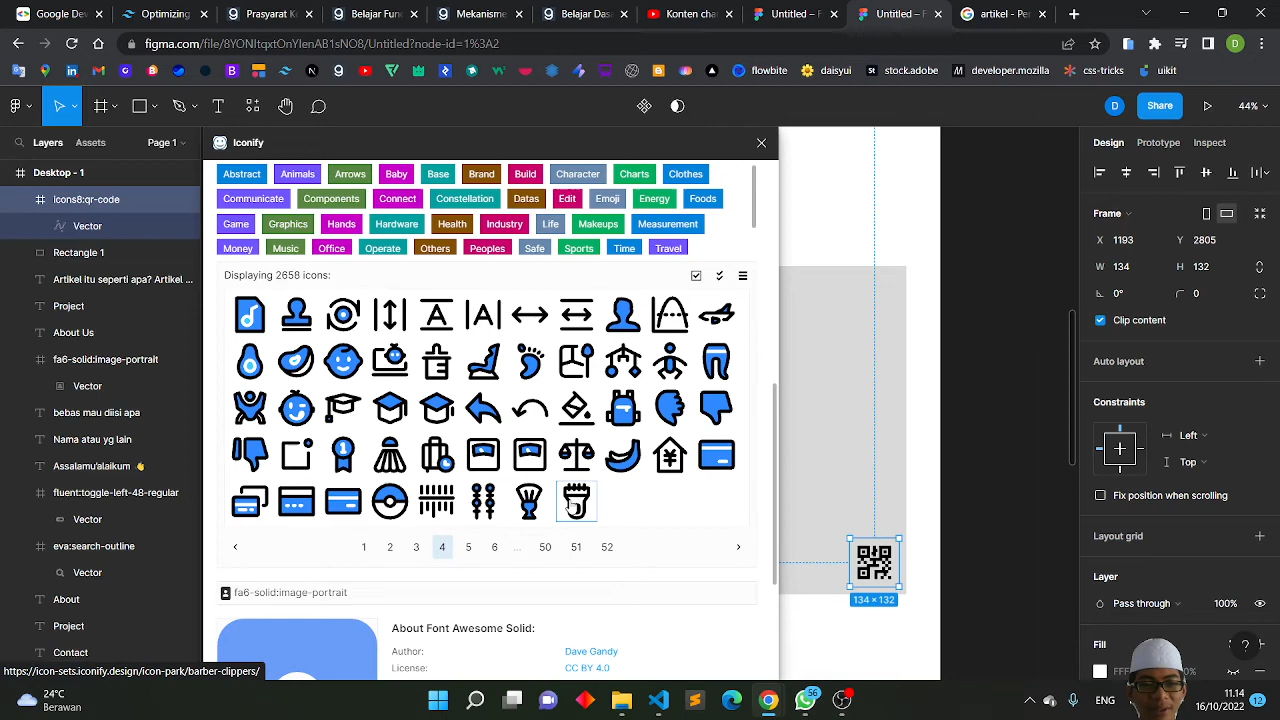 Google Devel
Optimizing
Prasyarat Ke
Belajar Fun
Mekanisme
Belajar Dasa
Konten char
Untitled – F
Untitled – F
artikel - Per
figma.com/file/8YONItqxtOnYlenAB1sNO8/Untitled?node-id=1%3A2
flowbite
daisyui
stock.adobe
developer.mozilla
css-tricks
uikit
D
Share
44%
Layers
Assets
Page 1
Iconify
Design
Prototype
Inspect
Desktop - 1
Icons8:qr-code
Vector
Rectangle 1
Artikel itu seperti apa? Artikel ...
Project
About Us
fa6-solid:image-portrait
Vector
bebas mau diisi apa
Nana atau yg lain
Assalamu'alikum 👋
fluent:toggle-left-48-regular
Vector
eva:search-outline
Vector
About
Project
Contact
Abstract
Animals
Arrows
Baby
Base
Brand
Build
Character
Charts
Clothes
Communicate
Components
Connect
Constellation
Datas
Edit
Emoji
Energy
Foods
Game
Graphics
Hands
Hardware
Health
Industry
Life
Makeups
Measurement
Money
Music
Office
Operate
Others
Peoples
Safe
Sports
Time
Travel
Displaying 2658 icons:
1 2 3 4 5 6 ... 50 51 52
fa6-solid:image-portrait
About Font Awesome Solid:
Author: Dave Gandy
License: CC BY 4.0
134 × 132
Frame
X 1193 Y 3805
W 134 H 132
0° 0
Clip content
Auto layout
Constraints
Left
Top
Fix position when scrolling
Layout grid
Layer
Pass through 100%
Fill
?
https://icon-sets.iconify.design/icon-park/barber-clippers/
24°C
Berawan
56
ENG
11.14
16/10/2022
12